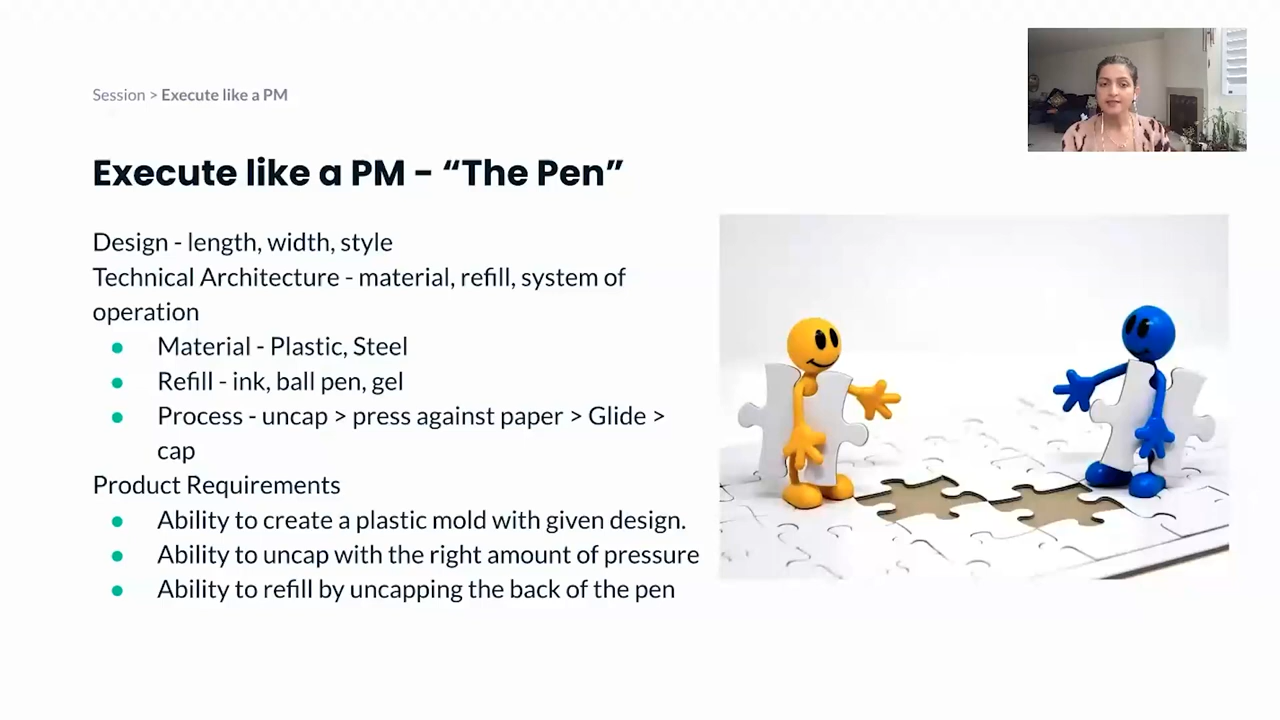 Session > Execute like a PM
Execute like a PM - “The Pen”
Design - length, width, style
Technical Architecture - material, refill, system of
operation
● Material - Plastic, Steel
● Refill - ink, ball pen, gel
● Process - uncap > press against paper > Glide >
cap
Product Requirements
● Ability to create a plastic mold with given design.
● Ability to uncap with the right amount of pressure
● Ability to refill by uncapping the back of the pen